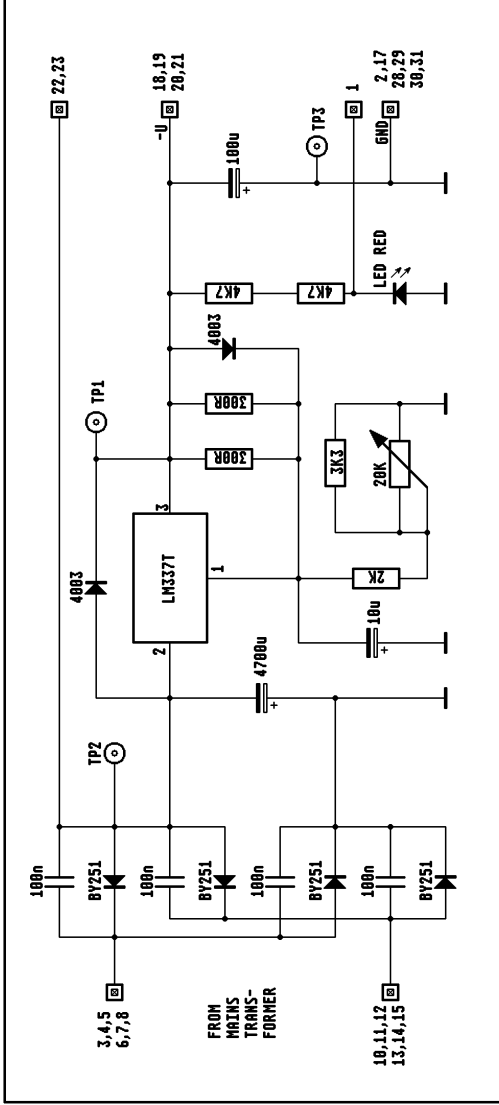 22,23
18,19
20,21
-U
100u
+
TP3
1
2,17
28,29
30,31
GND
LED RED
4K7
4K7
4003
300R
300R
TP1
4003
LM337T
3
1
2
3K3
20K
2K
10u
+
4700u
+
TP2
100n
BY251
100n
BY251
100n
BY251
100n
BY251
3,4,5
6,7,8
FROM
MAINS
TRANS-
FORMER
10,11,12
13,14,15